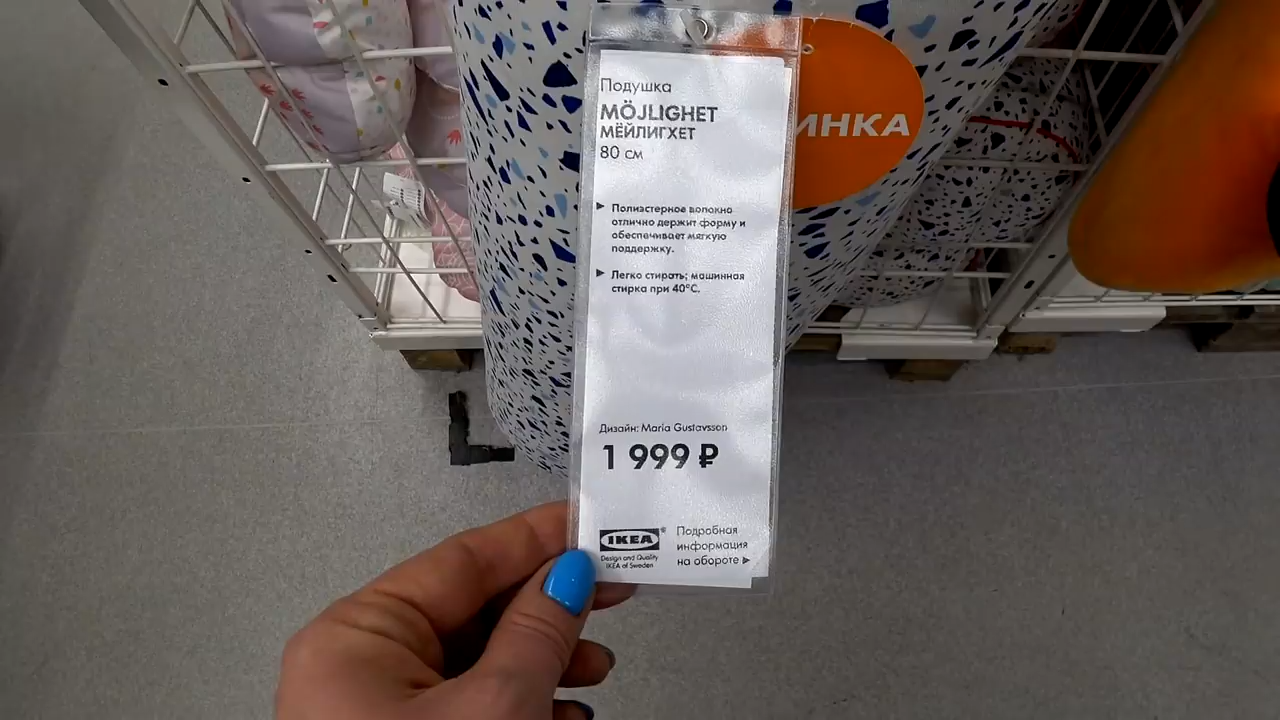 Подушка
MÖJLIGHET
МЁЙЛИГХЕТ
80 см
ИНКА
Полиэстерное волокно
отлично держит форму и
обеспечивает мягкую
поддержку.
Легко стирать; машинная
стирка при 40°C.
Дизайн: Maria Gustavsson
1 999 ₽
IKEA®
Design and Quality
IKEA of Sweden
Подробная
информация
на обороте ▶